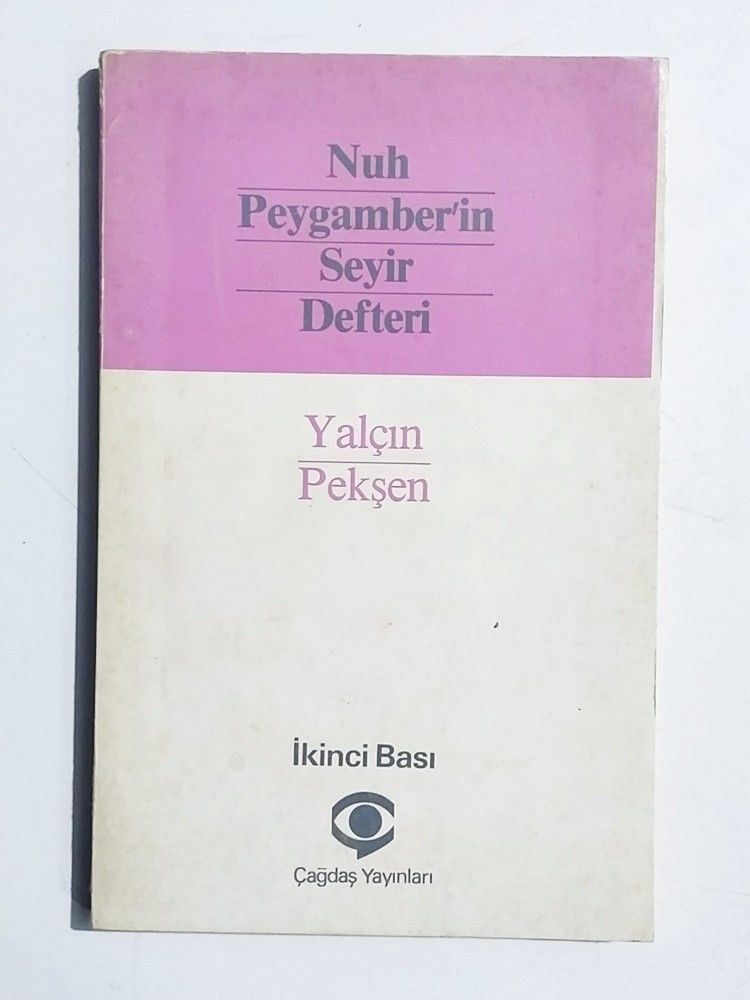 Nuh
Peygamber'in
Seyir
Defteri
Yalçın
Pekşen
İkinci Bası
Çağdaş Yayınları